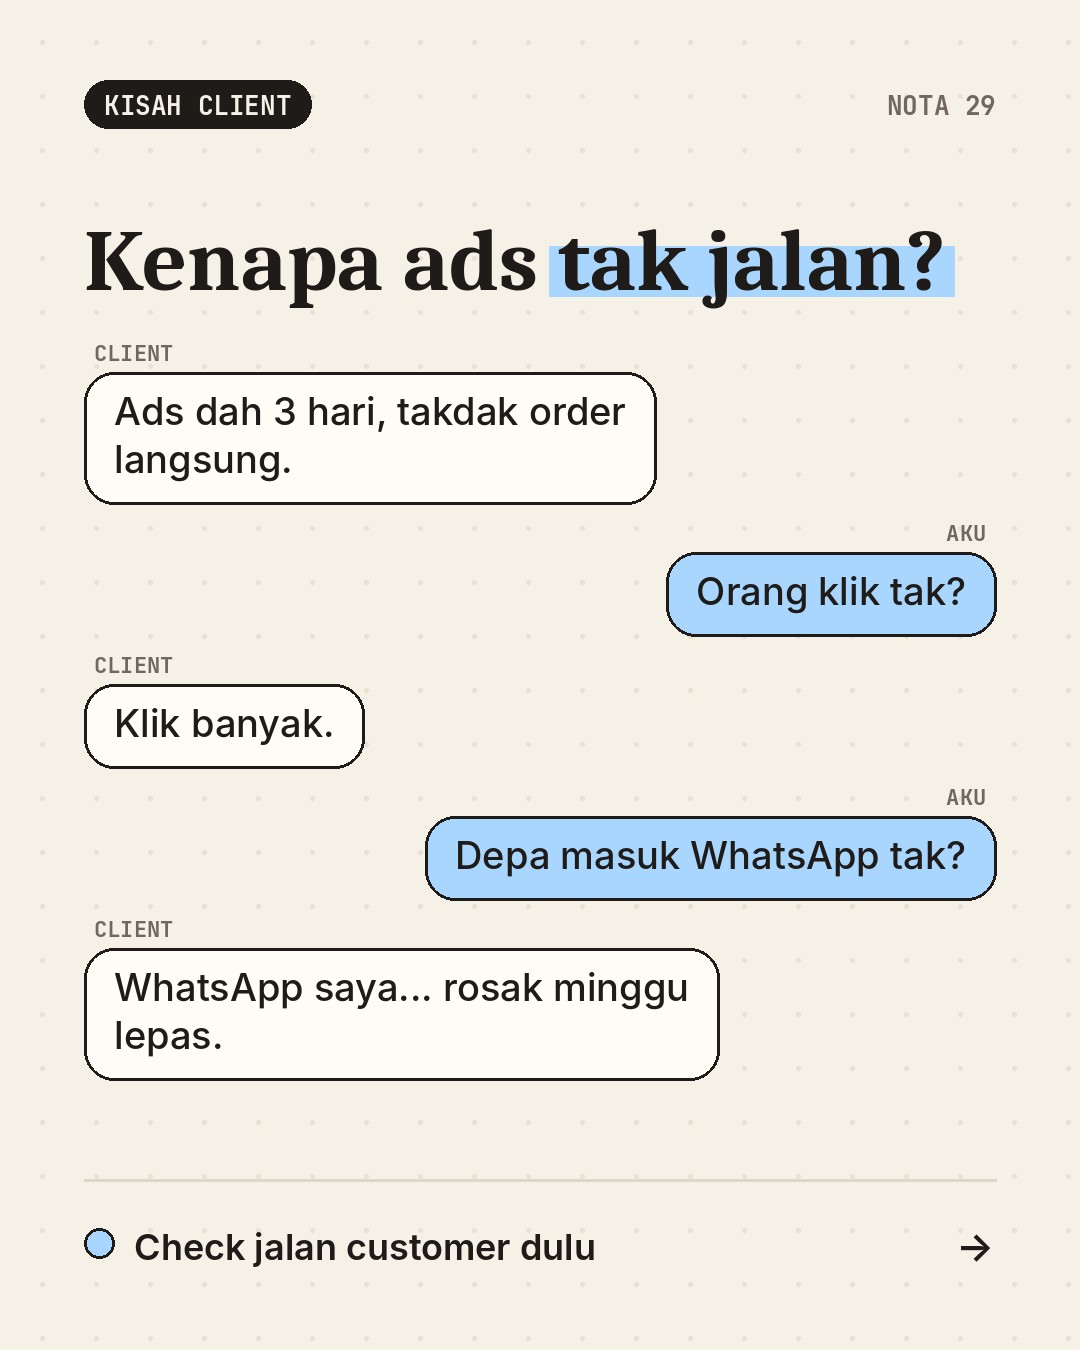 KISAH CLIENT
NOTA 29
Kenapa ads tak jalan?
CLIENT
Ads dah 3 hari, takdak order
langsung.
AKU
Orang klik tak?
CLIENT
Klik banyak.
AKU
Depa masuk WhatsApp tak?
CLIENT
WhatsApp saya... rosak minggu
lepas.
Check jalan customer dulu →